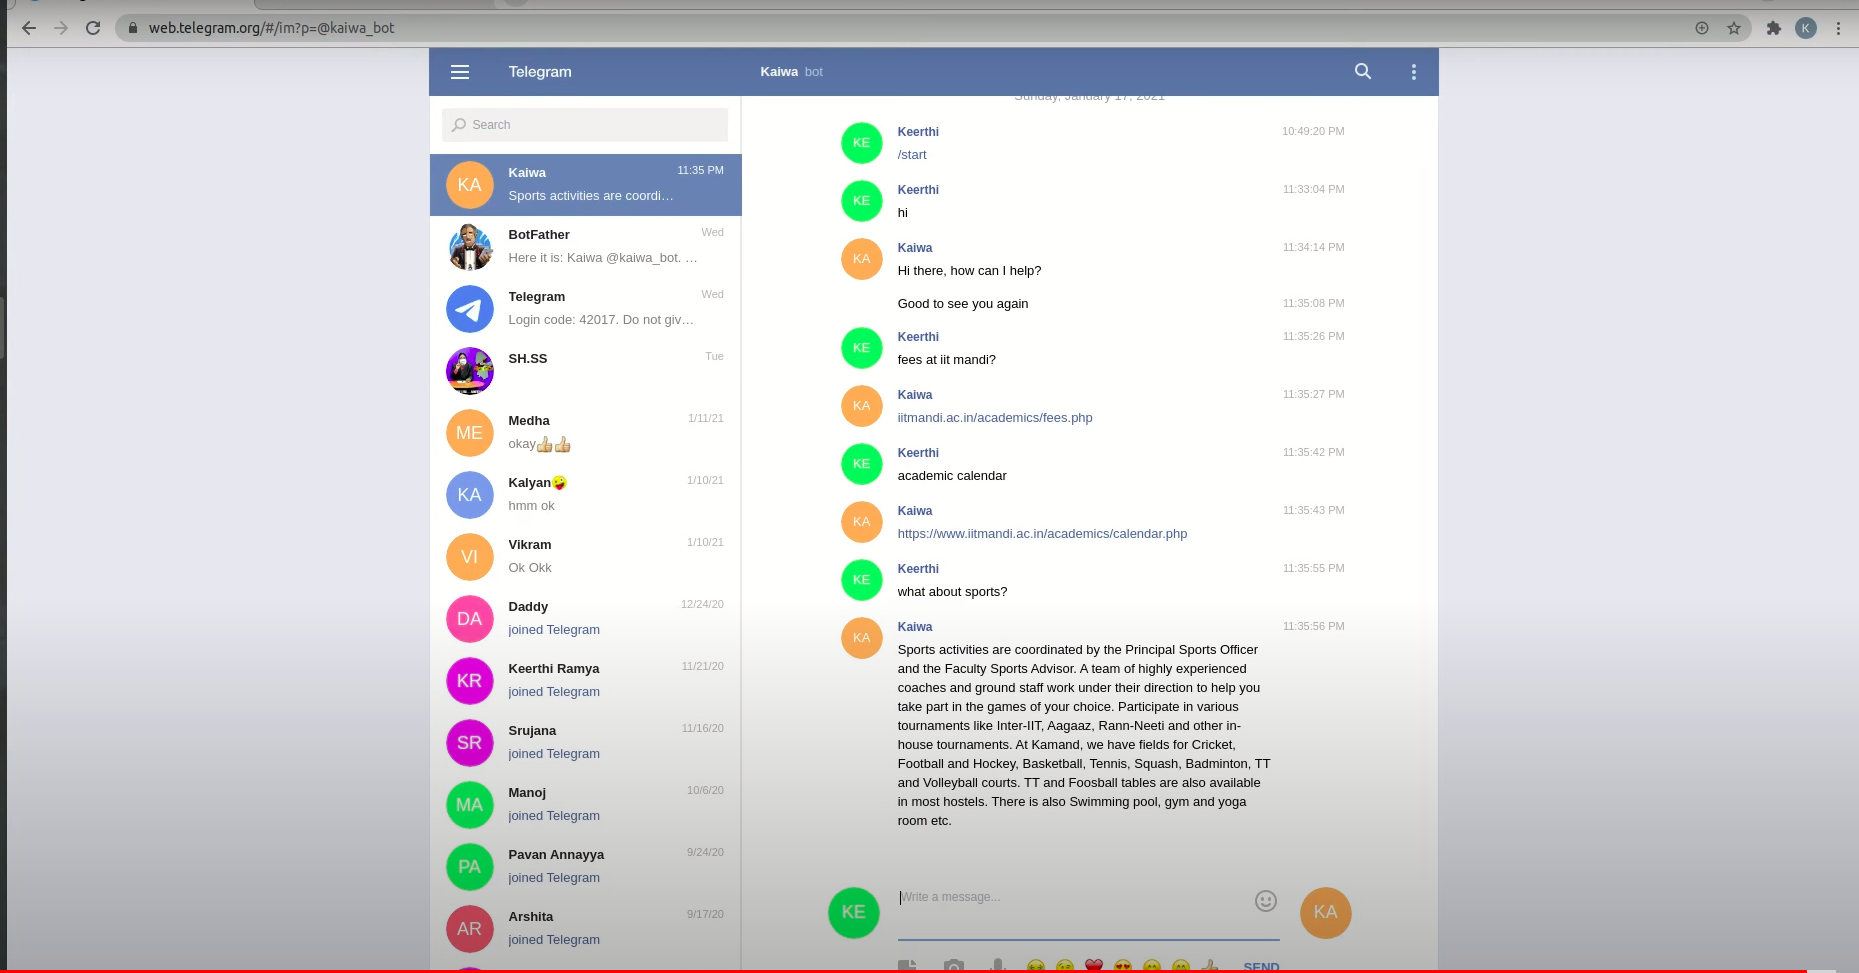 web.telegram.org/#/im?p=@kaiwa_bot
K
Telegram
Kaiwa bot
Search
KA
Kaiwa
11:35 PM
Sports activities are coordi…
BotFather
Wed
Here it is: Kaiwa @kaiwa_bot. …
Telegram
Wed
Login code: 42017. Do not giv…
SH.SS
Tue
ME
Medha
1/11/21
okay👍👍
KA
Kalyan🤪
1/10/21
hmm ok
VI
Vikram
1/10/21
Ok Okk
DA
Daddy
12/24/20
joined Telegram
KR
Keerthi Ramya
11/21/20
joined Telegram
SR
Srujana
11/16/20
joined Telegram
MA
Manoj
10/6/20
joined Telegram
PA
Pavan Annayya
9/24/20
joined Telegram
AR
Arshita
9/17/20
joined Telegram
Sunday, January 17, 2021
KE
Keerthi
10:49:20 PM
/start
KE
Keerthi
11:33:04 PM
hi
KA
Kaiwa
11:34:14 PM
Hi there, how can I help?
Good to see you again
11:35:08 PM
KE
Keerthi
11:35:26 PM
fees at iit mandi?
KA
Kaiwa
11:35:27 PM
iitmandi.ac.in/academics/fees.php
KE
Keerthi
11:35:42 PM
academic calendar
KA
Kaiwa
11:35:43 PM
https://www.iitmandi.ac.in/academics/calendar.php
KE
Keerthi
11:35:55 PM
what about sports?
KA
Kaiwa
11:35:56 PM
Sports activities are coordinated by the Principal Sports Officer
and the Faculty Sports Advisor. A team of highly experienced
coaches and ground staff work under their direction to help you
take part in the games of your choice. Participate in various
tournaments like Inter-IIT, Aagaaz, Rann-Neeti and other in-
house tournaments. At Kamand, we have fields for Cricket,
Football and Hockey, Basketball, Tennis, Squash, Badminton, TT
and Volleyball courts. TT and Foosball tables are also available
in most hostels. There is also Swimming pool, gym and yoga
room etc.
KE
Write a message...
KA
SEND